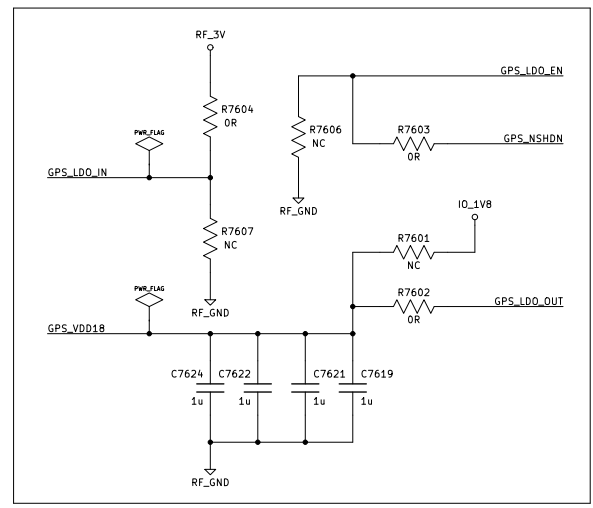 RF_3V
GPS_LDO_EN
R7604
0R
PWR_FLAG
R7606
NC
R7603
0R
GPS_NSHDN
GPS_LDO_IN
RF_GND
IO_1V8
R7607
NC
R7601
NC
PWR_FLAG
RF_GND
R7602
0R
GPS_LDO_OUT
GPS_VDD18
C7624 C7622 C7621 C7619
1u 1u 1u 1u
RF_GND